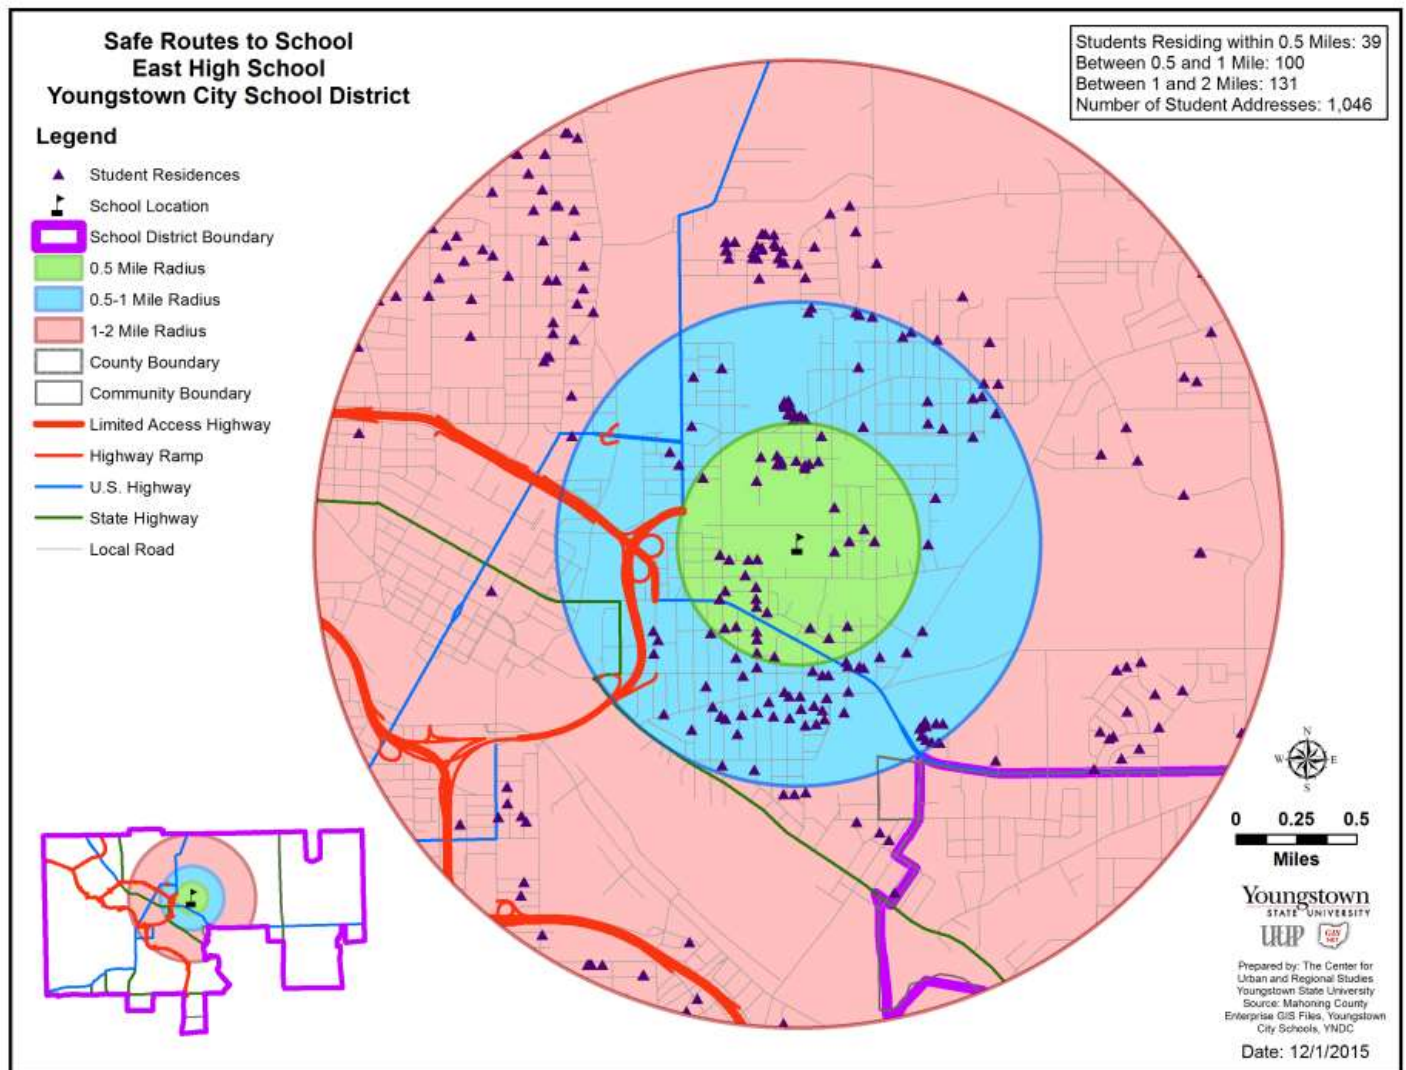 Safe Routes to School
East High School
Youngstown City School District
Legend
Student Residences
School Location
School District Boundary
0.5 Mile Radius
0.5-1 Mile Radius
1-2 Mile Radius
County Boundary
Community Boundary
Limited Access Highway
Highway Ramp
U.S. Highway
State Highway
Local Road
Students Residing within 0.5 Miles: 39
Between 0.5 and 1 Mile: 100
Between 1 and 2 Miles: 131
Number of Student Addresses: 1,046
N
W E
S
0 0.25 0.5
Miles
Youngstown
STATE UNIVERSITY
Prepared by: The Center for
Urban and Regional Studies
Youngstown State University
Source: Mahoning County
Enterprise GIS Files, Youngstown
City Schools, YNDC
Date: 12/1/2015